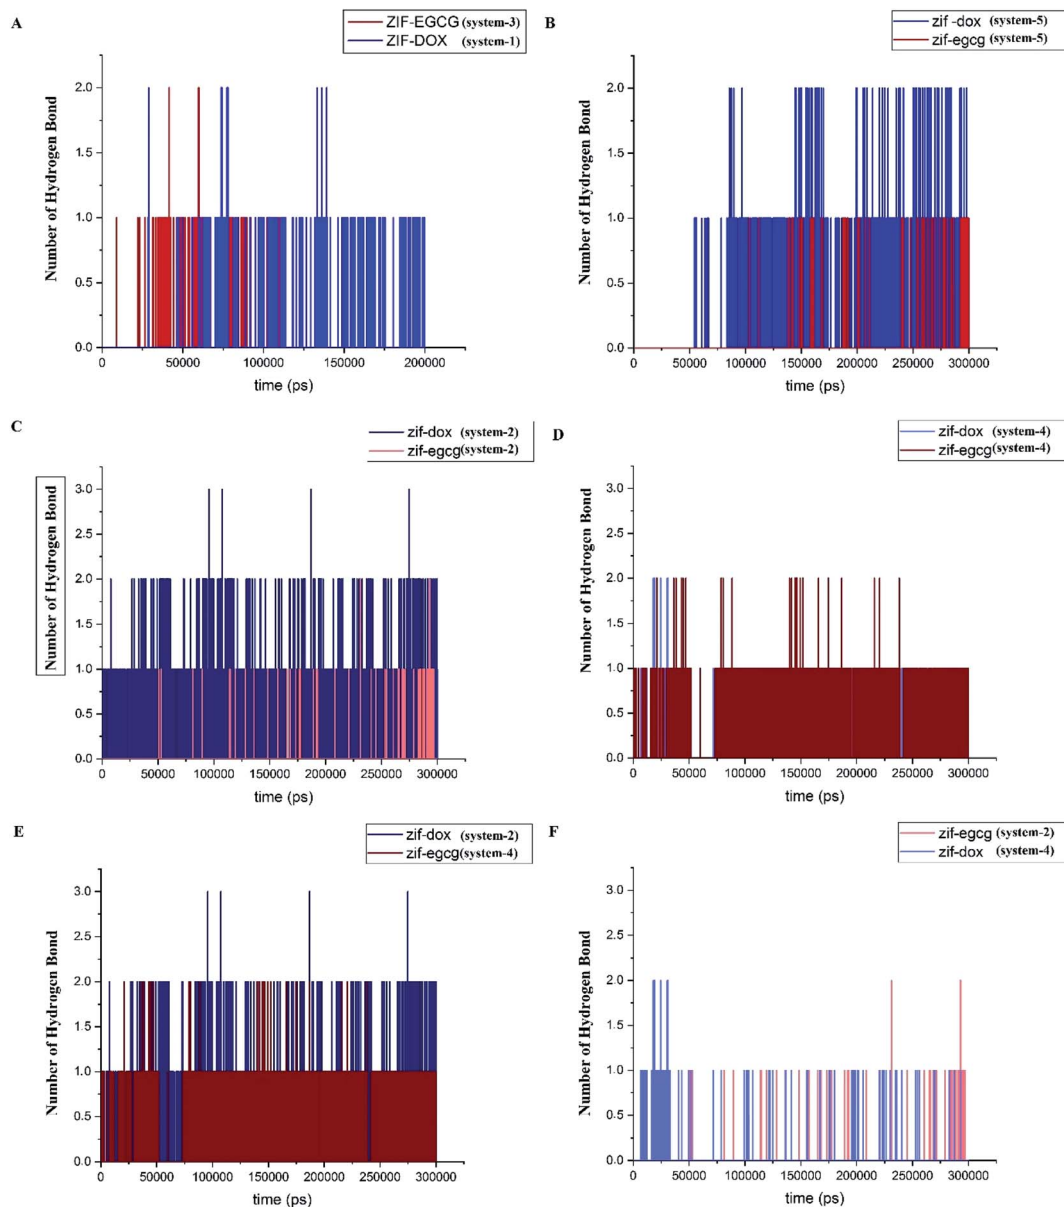 A
ZIF-EGCG (system-3)
ZIF-DOX (system-1)
Number of Hydrogen Bond
2.0
1.5
1.0
0.5
0.0
0 50000 100000 150000 200000
time (ps)
B
zif -dox (system-5)
zif-egcg (system-5)
Number of Hydrogen Bond
2.0
1.5
1.0
0.5
0.0
0 50000 100000 150000 200000 250000 300000
time (ps)
C
zif-dox (system-2)
zif-egcg (system-2)
Number of Hydrogen Bond
3.0
2.5
2.0
1.5
1.0
0.5
0.0
0 50000 100000 150000 200000 250000 300000
time (ps)
D
zif-dox (system-4)
zif-egcg (system-4)
Number of Hydrogen Bond
3.0
2.5
2.0
1.5
1.0
0.5
0.0
0 50000 100000 150000 200000 250000 300000
time (ps)
E
zif-dox (system-2)
zif-egcg (system-4)
Number of Hydrogen Bond
3.0
2.5
2.0
1.5
1.0
0.5
0.0
0 50000 100000 150000 200000 250000 300000
time (ps)
F
zif-egcg (system-2)
zif-dox (system-4)
Number of Hydrogen Bond
3.0
2.5
2.0
1.5
1.0
0.5
0.0
0 50000 100000 150000 200000 250000 300000
time (ps)